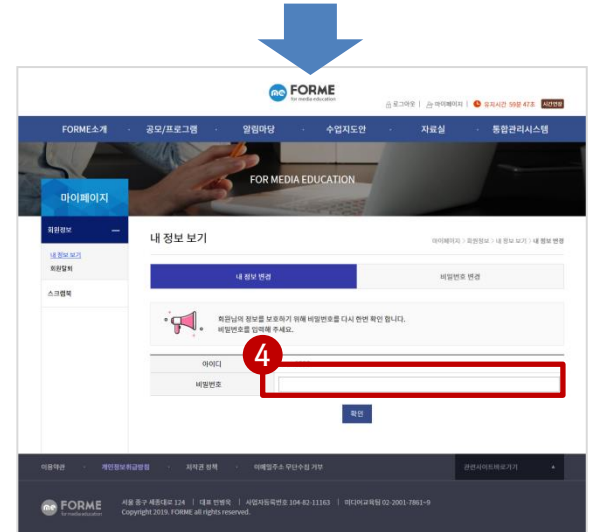 me FORME
for media education
로그아웃 | 마이페이지 | 유지시간 59분 47초 시간연장
FORME소개 · 공모/프로그램 · 알림마당 · 수업지도안 · 자료실 · 통합관리시스템
FOR MEDIA EDUCATION
마이페이지
회원정보
내 정보 보기
회원탈퇴
스크랩북
내 정보 보기
마이페이지 > 회원정보 > 내 정보 보기 > 내 정보 변경
내 정보 변경
비밀번호 변경
회원님의 정보를 보호하기 위해 비밀번호를 다시 한번 확인 합니다.
비밀번호를 입력해 주세요.
아이디
4
비밀번호
확인
이용약관 · 개인정보취급방침 · 저작권 정책 · 이메일주소 무단수집 거부
관련사이트바로가기
me FORME
for media education
서울 중구 세종대로 124 | 대표 민병욱 | 사업자등록번호 104-82-11163 | 미디어교육팀 02-2001-7861~9
Copyright 2019. FORME all rights reserved.